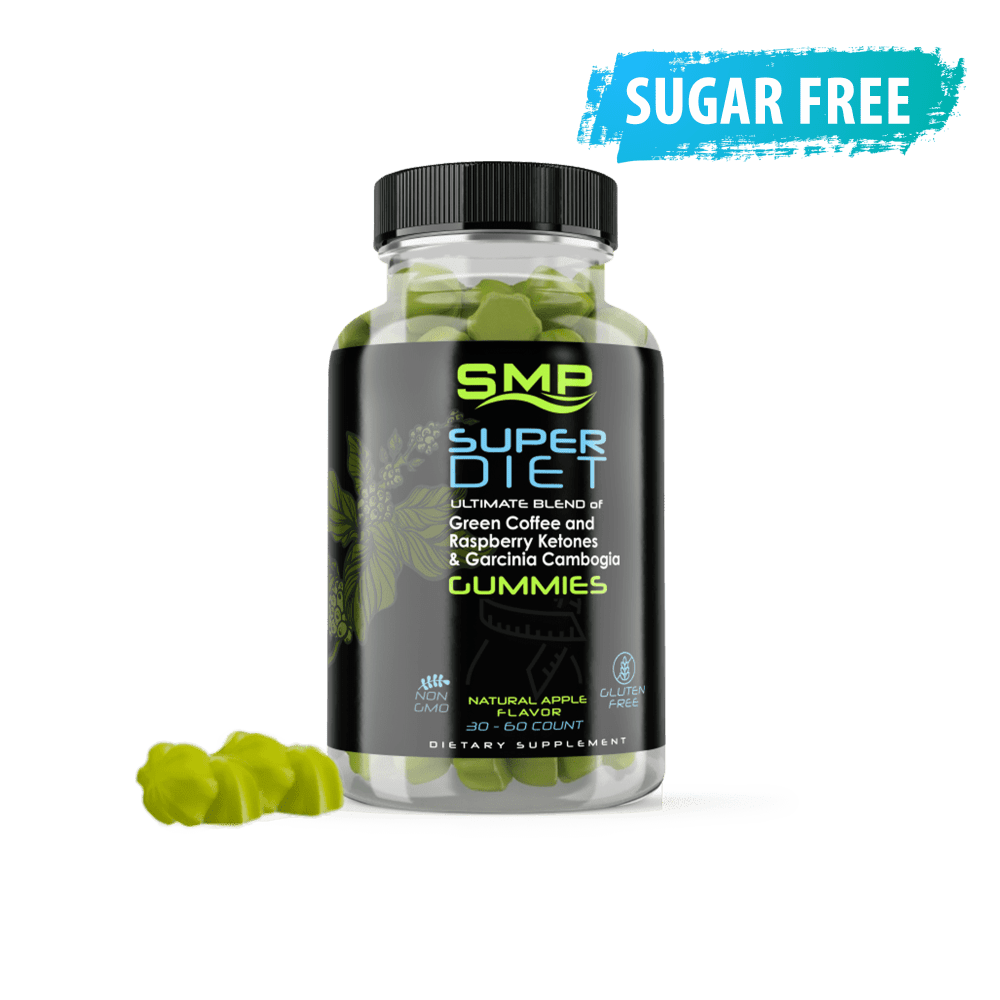 SUGAR FREE
SMP
SUPER
DIET
ULTIMATE BLEND of
Green Coffee and
Raspberry Ketones
& Garcinia Cambogia
GUMMIES
NON
GMO
NATURAL APPLE
FLAVOR
30 - 60 COUNT
GLUTEN
FREE
DIETARY SUPPLEMENT